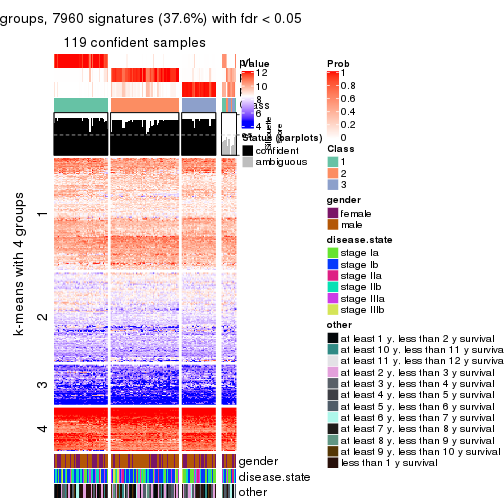 groups, 7960 signatures (37.6%) with fdr < 0.05
119 confident samples
k-means with 4 groups
1
2
3
4
Value
12
10
8
6
4
Status (barplots)
confident
ambiguous
Silhouette
score
Prob
1
0.8
0.6
0.4
0.2
0
Class
1
2
3
gender
female
male
disease.state
stage Ia
stage Ib
stage IIa
stage IIb
stage IIIa
stage IIIb
other
at least 1 y. less than 2 y survival
at least 10 y. less than 11 y survival
at least 11 y. less than 12 y surviva
at least 2 y. less than 3 y survival
at least 3 y. less than 4 y survival
at least 4 y. less than 5 y survival
at least 5 y. less than 6 y survival
at least 6 y. less than 7 y survival
at least 7 y. less than 8 y survival
at least 8 y. less than 9 y survival
at least 9 y. less than 10 y survival
less than 1 y survival
gender
disease.state
other